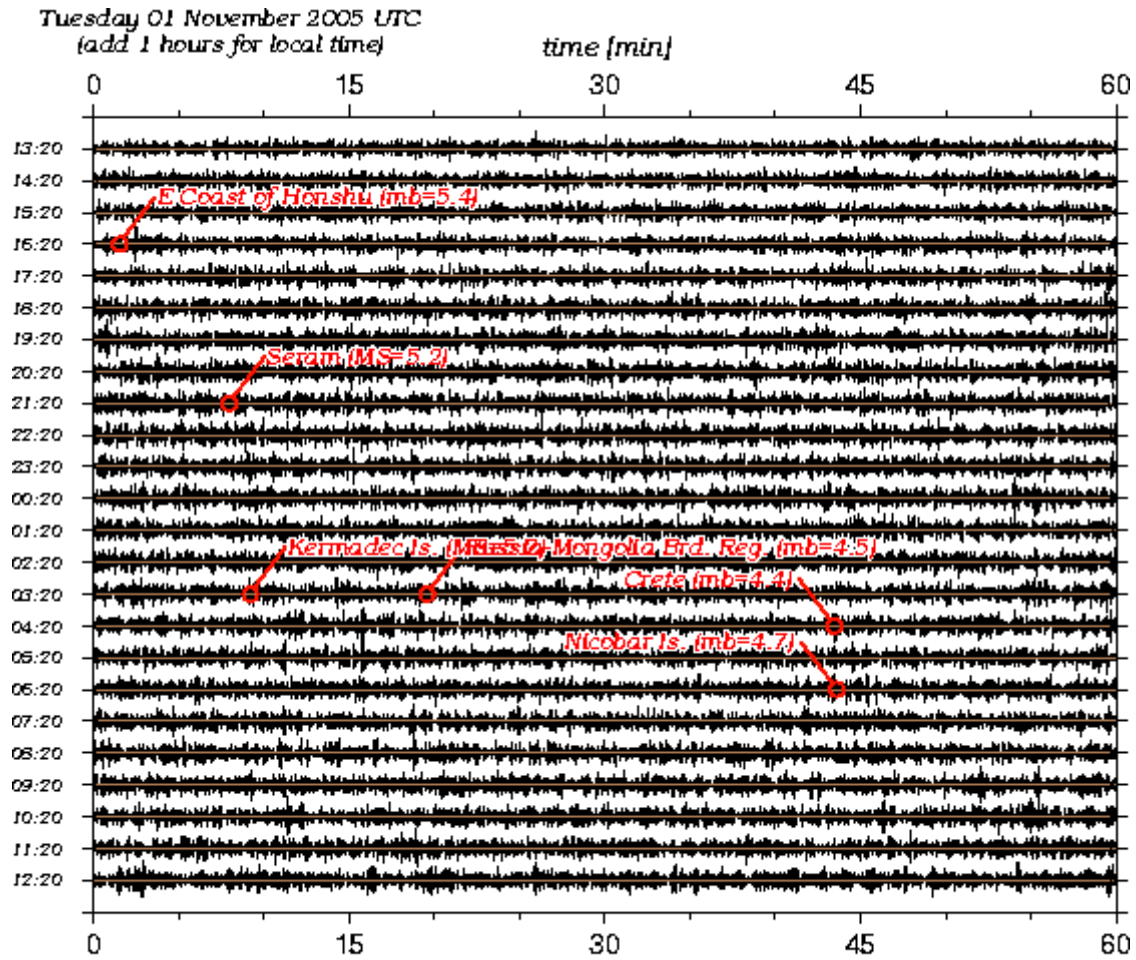 Tuesday 01 November 2005 UTC
(add 1 hours for local time)
time [min]
0 15 30 45 60
13:20
14:20
E Coast of Honshu (mb=5.4)
15:20
16:20
17:20
18:20
19:20
Seram (MS=5.2)
20:20
21:20
22:20
23:20
00:20
01:20
Kermadec Is. Mongolia Brd. Reg. (mb=4.5)
02:20
Crete (mb=4.4)
03:20
04:20
Nicobar Is. (mb=4.7)
05:20
06:20
07:20
08:20
09:20
10:20
11:20
12:20
0 15 30 45 60